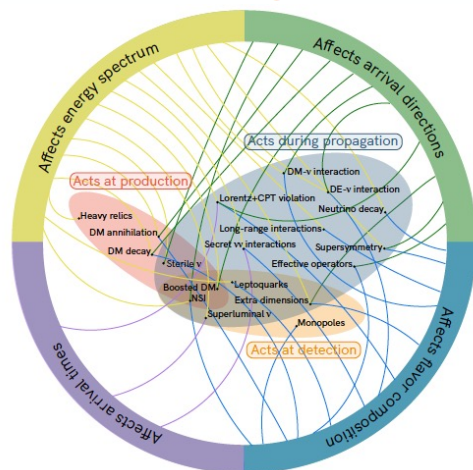 Affects energy spectrum
Affects arrival directions
Acts during propagation
Acts at production
DM-ν interaction
DE-ν interaction
Heavy relics
Lorentz+CPT violation
Neutrino decay
DM annihilation
Long-range interactions
DM decay
Secret νν interactions
Supersymmetry
Sterile ν
Effective operators
Boosted DM
Leptoquarks
NSI
Extra dimensions
Superluminal ν
Monopoles
Acts at detection
Affects arrival times
Affects flavor composition